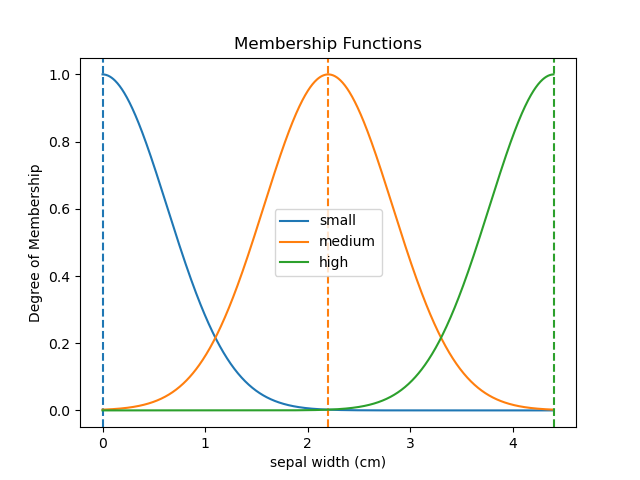 Membership Functions
1.0
0.8
0.6
0.4
0.2
0.0
Degree of Membership
small
medium
high
0
1
2
3
4
sepal width (cm)